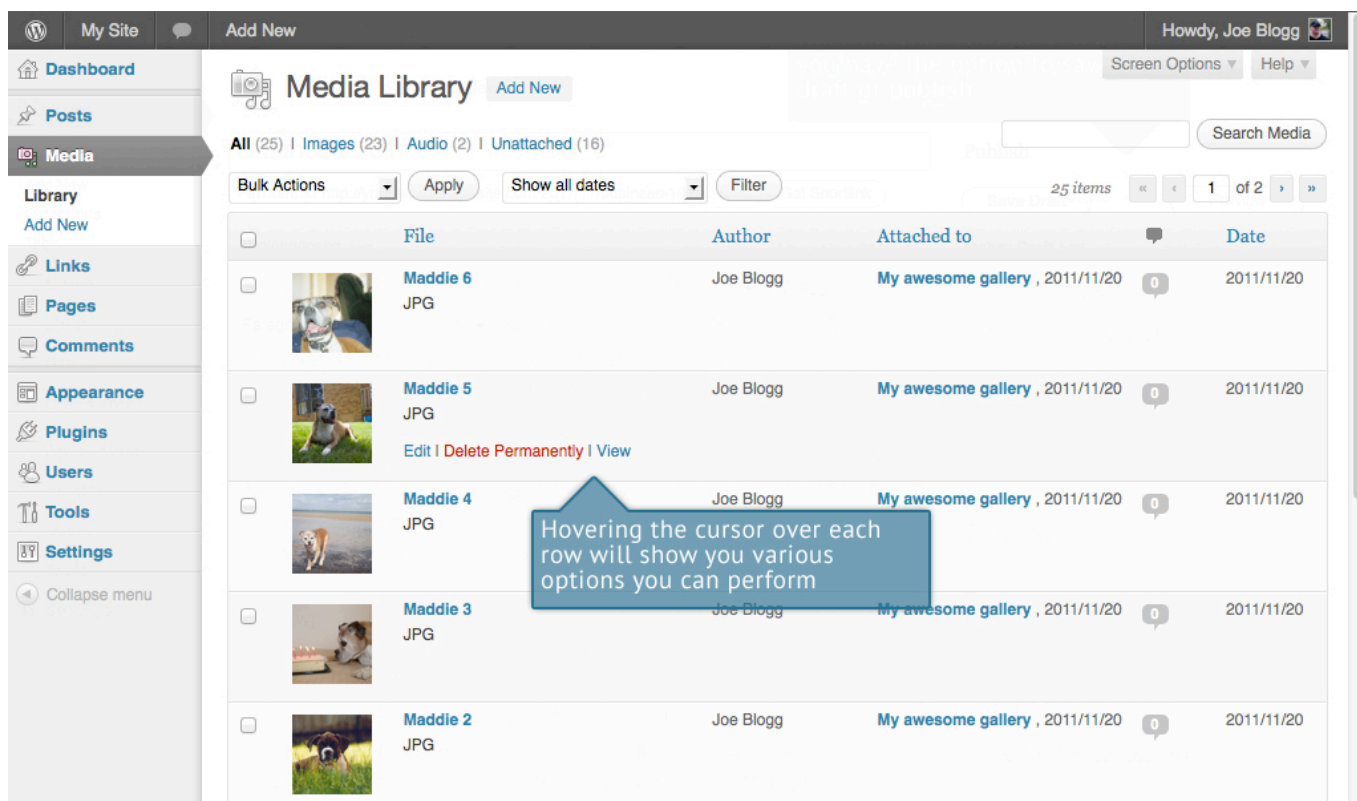 My Site Add New Howdy, Joe Blogg
Dashboard
Posts
Media
Library
Add New
Links
Pages
Comments
Appearance
Plugins
Users
Tools
Settings
Collapse menu
Screen Options Help
Media Library Add New
All (25) | Images (23) | Audio (2) | Unattached (16)
Search Media
Bulk Actions Apply Show all dates Filter 25 items « ‹ 1 of 2 › »
File Author Attached to Date
Maddie 6 Joe Blogg My awesome gallery , 2011/11/20 0 2011/11/20
JPG
Maddie 5 Joe Blogg My awesome gallery , 2011/11/20 0 2011/11/20
JPG
Edit | Delete Permanently | View
Maddie 4 Joe Blogg My awesome gallery , 2011/11/20 0 2011/11/20
JPG
Hovering the cursor over each
row will show you various
options you can perform
Maddie 3 Joe Blogg My awesome gallery , 2011/11/20 0 2011/11/20
JPG
Maddie 2 Joe Blogg My awesome gallery , 2011/11/20 0 2011/11/20
JPG